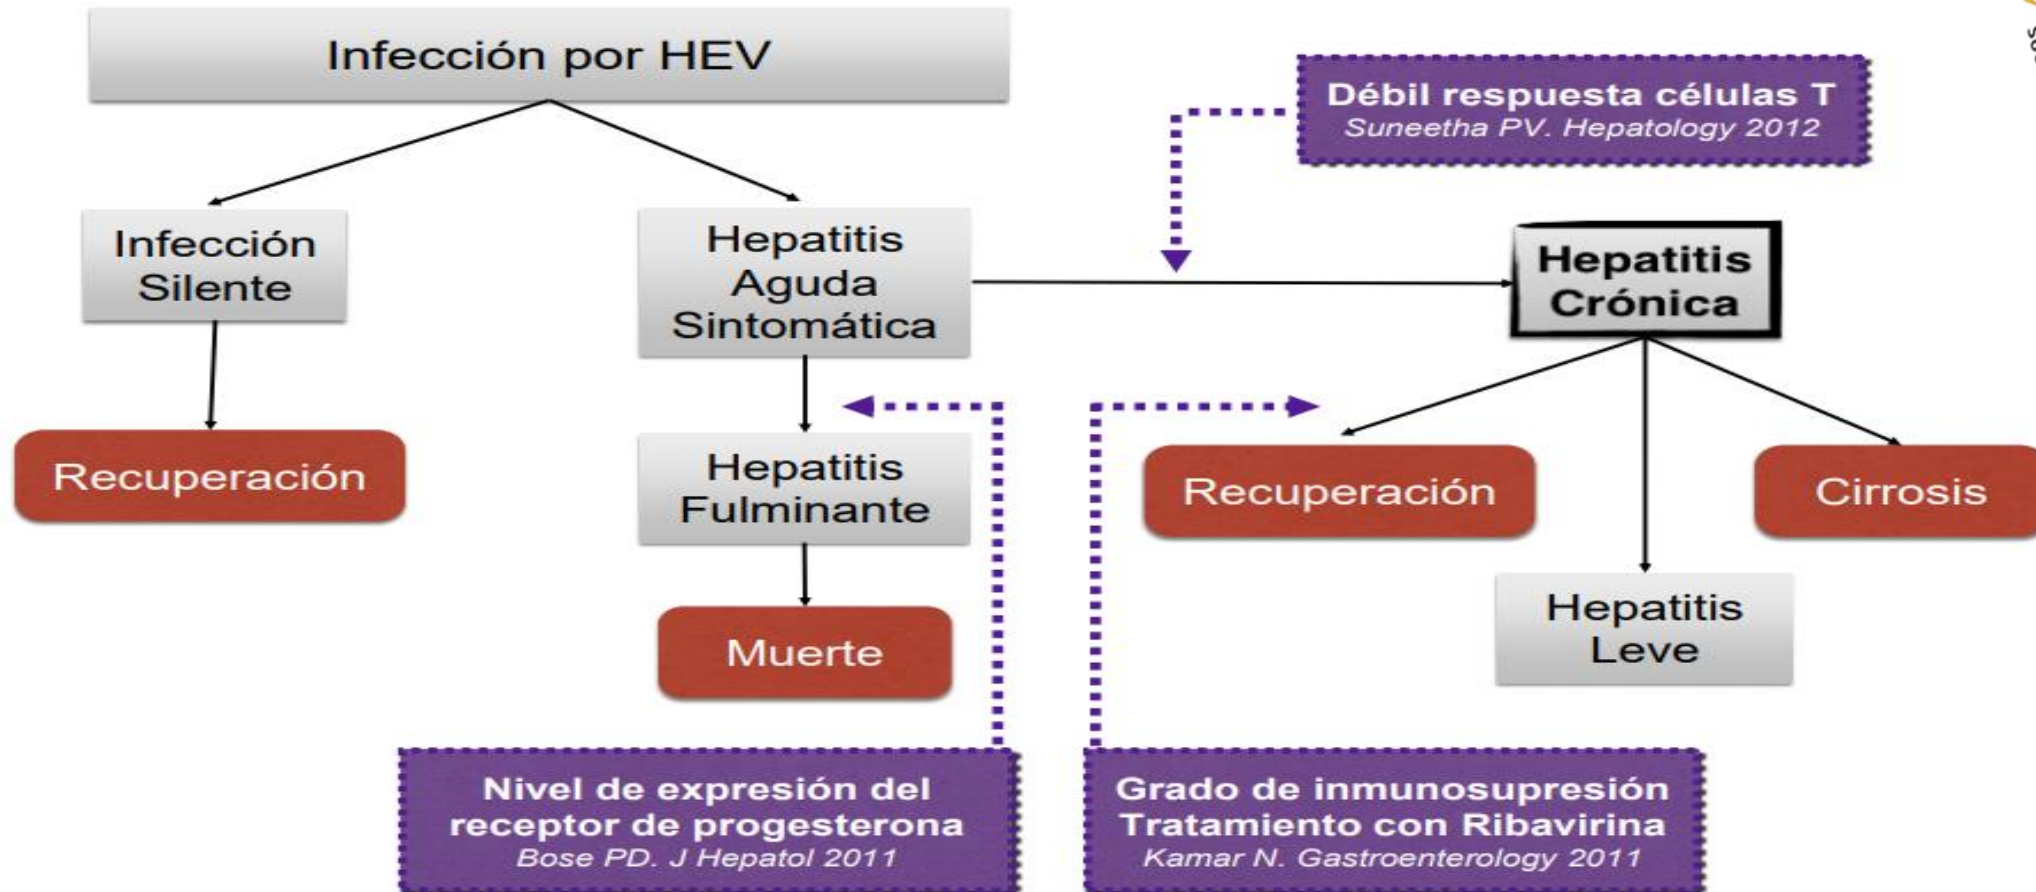 Infección por HEV
Débil respuesta células T
Suneetha PV. Hepatology 2012
Infección
Silente
Hepatitis
Aguda
Sintomática
Hepatitis
Crónica
Recuperación
Hepatitis
Fulminante
Recuperación
Cirrosis
Hepatitis
Leve
Muerte
Nivel de expresión del
receptor de progesterona
Bose PD. J Hepatol 2011
Grado de inmunosupresión
Tratamiento con Ribavirina
Kamar N. Gastroenterology 2011